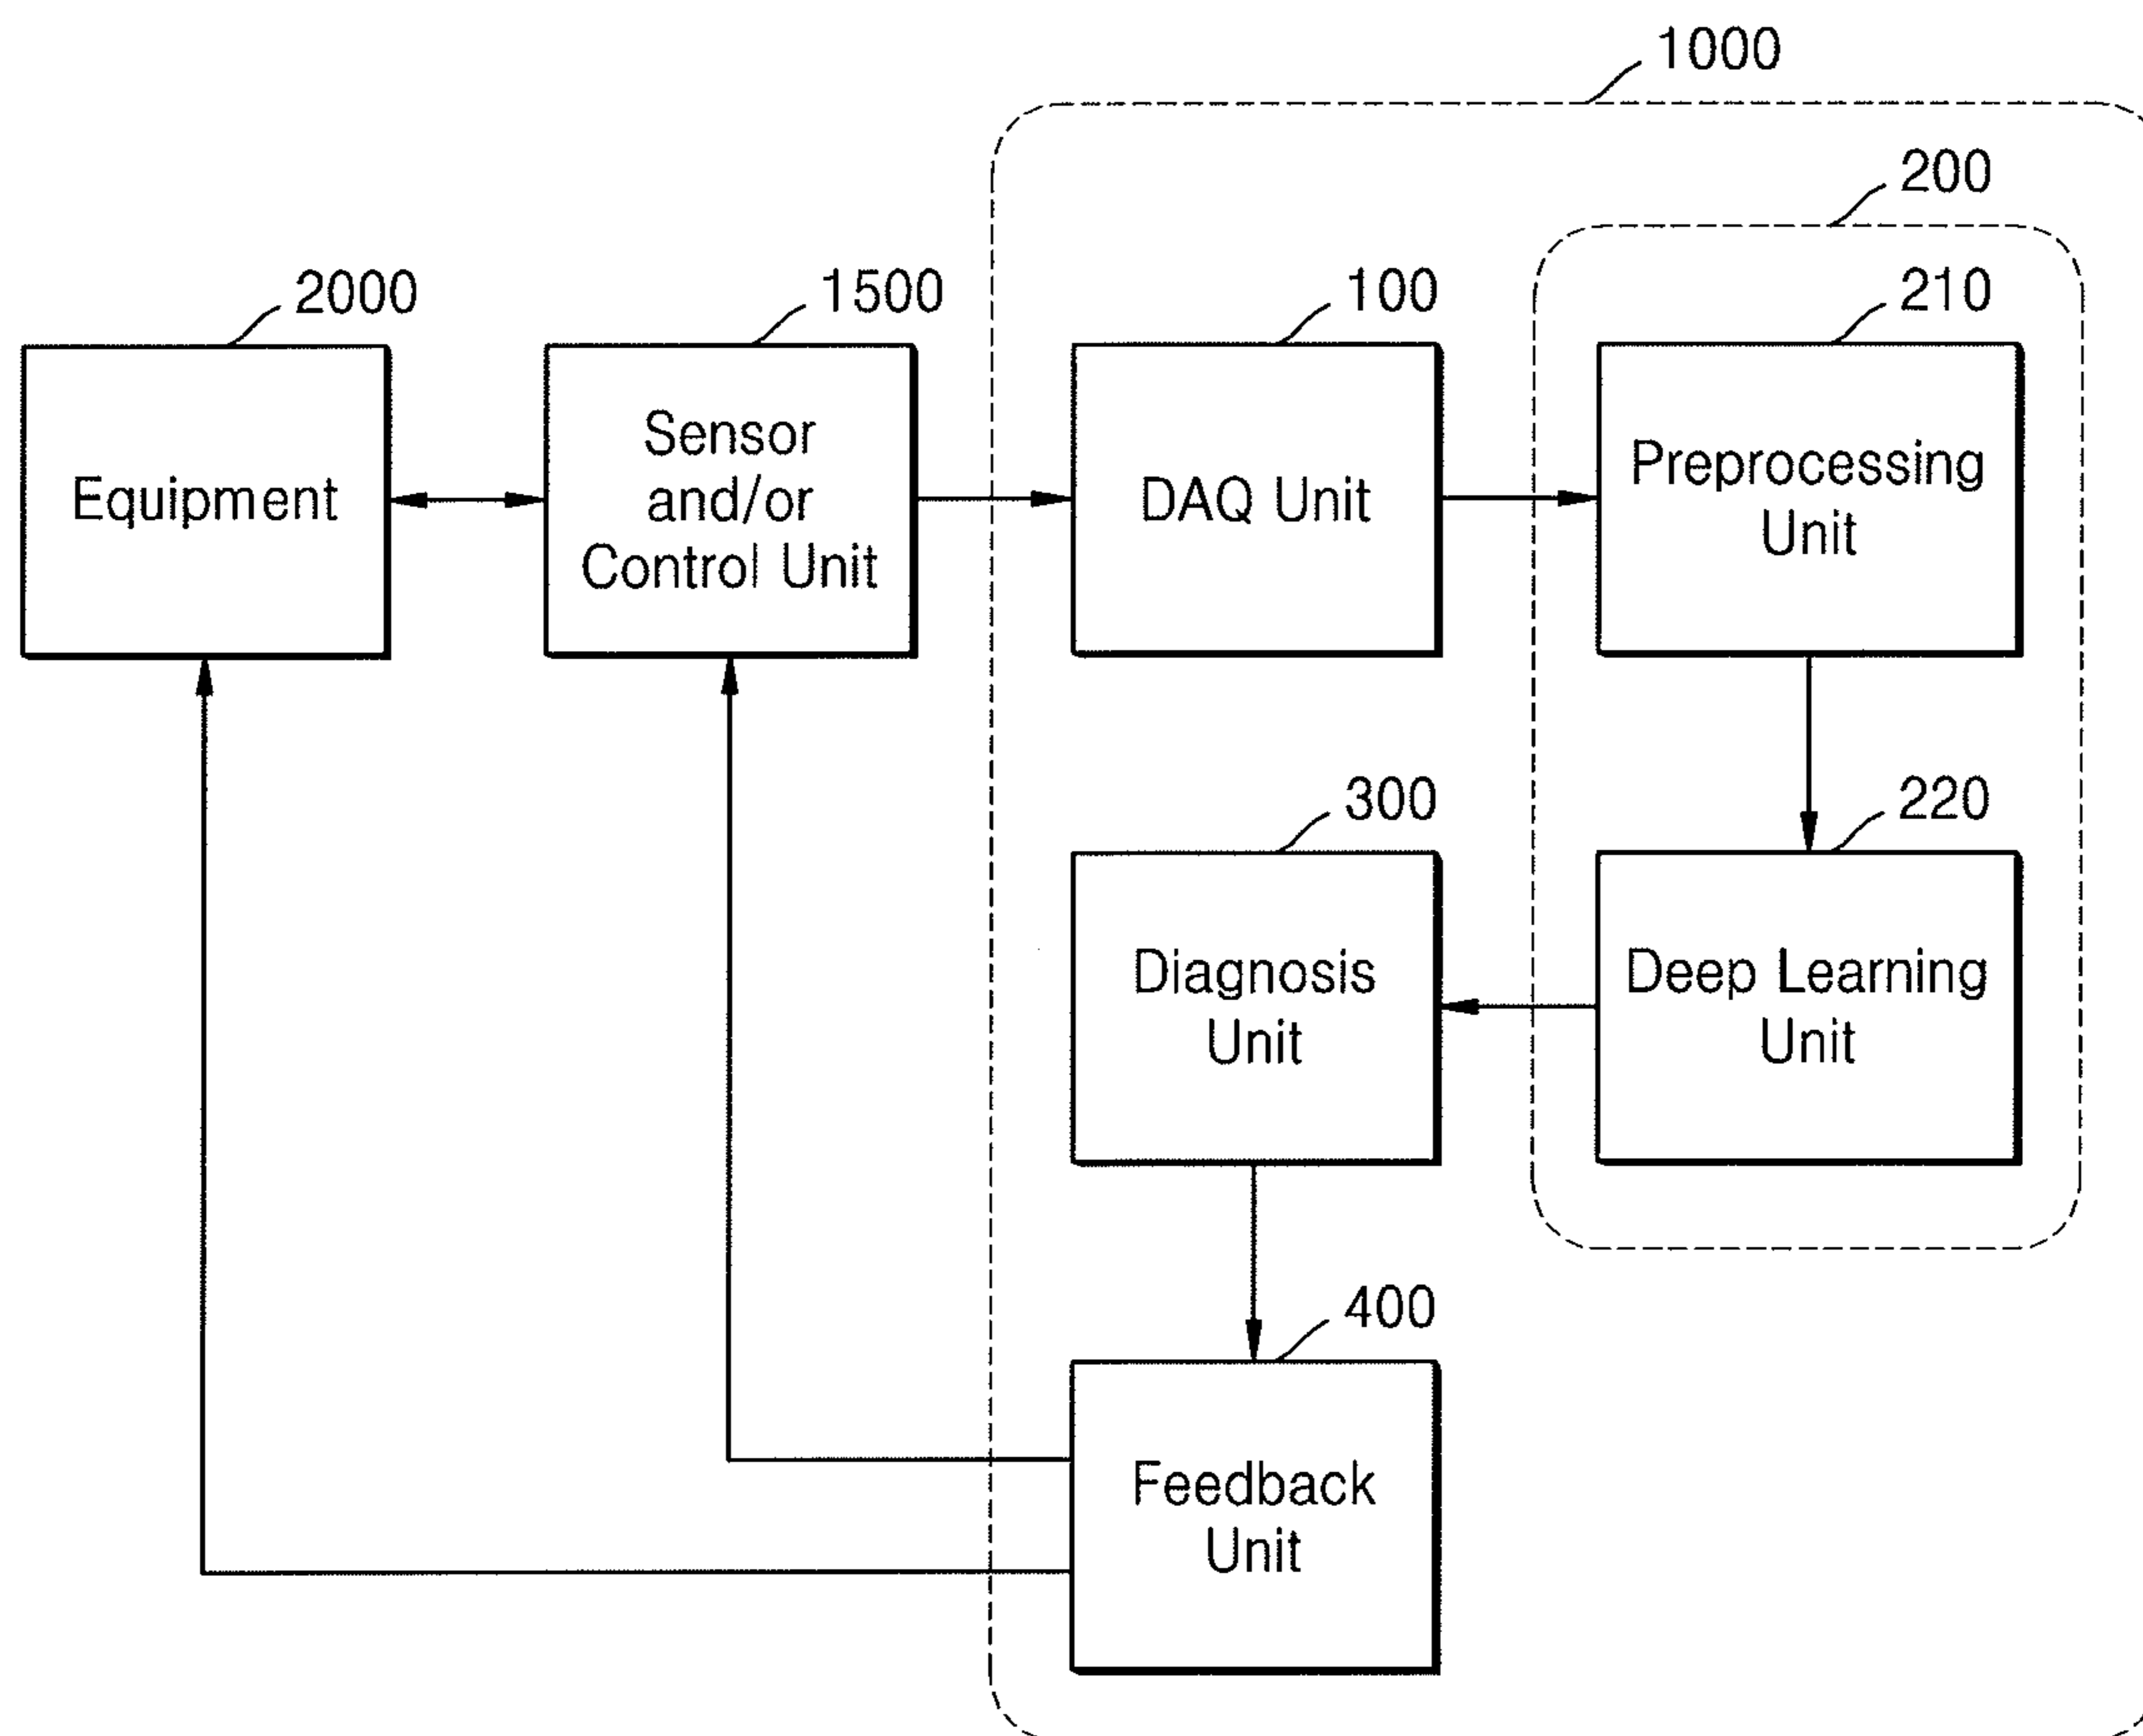 1000
200
2000
1500
100
210
Equipment
Sensor
and/or
Control Unit
DAQ Unit
Preprocessing
Unit
300
220
Diagnosis
Unit
Deep Learning
Unit
400
Feedback
Unit